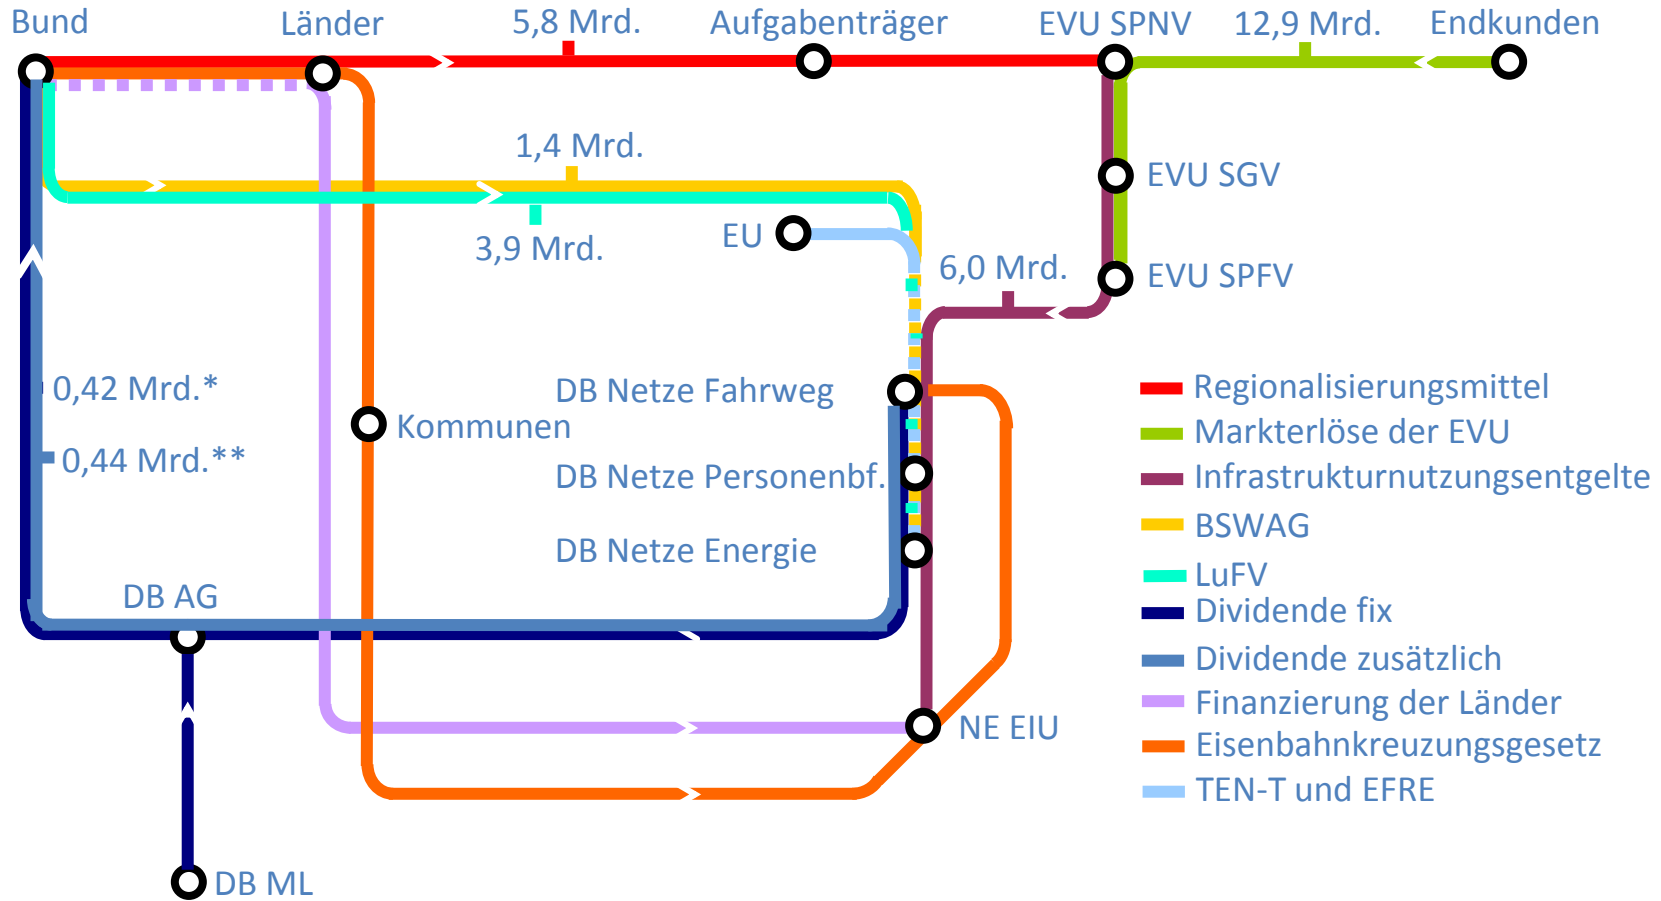 Bund
Länder
5,8 Mrd.
Aufgabenträger
EVU SPNV
12,9 Mrd.
Endkunden
1,4 Mrd.
EVU SGV
3,9 Mrd.
EU
6,0 Mrd.
EVU SPFV
0,42 Mrd.*
DB Netze Fahrweg
Kommunen
0,44 Mrd.**
DB Netze Personenbf.
DB Netze Energie
DB AG
NE EIU
DB ML
Regionalisierungsmittel
Markterlöse der EVU
Infrastrukturnutzungsentgelte
BSWAG
LuFV
Dividende fix
Dividende zusätzlich
Finanzierung der Länder
Eisenbahnkreuzungsgesetz
TEN-T und EFRE